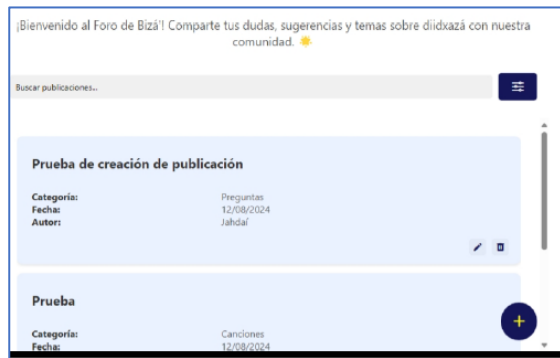 ¡Bienvenido al Foro de Bizá'! Comparte tus dudas, sugerencias y temas sobre diidxazá con nuestra
comunidad.
Buscar publicaciones...
Prueba de creación de publicación
Categoría: Preguntas
Fecha: 12/08/2024
Autor: Jahdaí
Prueba
Categoría: Canciones
Fecha: 12/08/2024